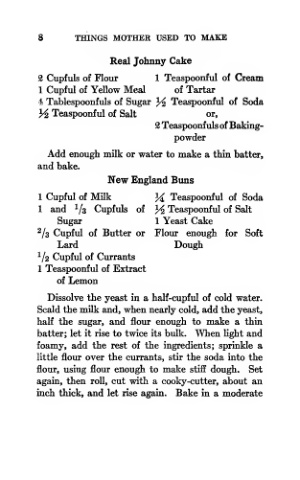 8 THINGS MOTHER USED TO MAKE
Real Johnny Cake
2 Cupfuls of Flour
1 Cupful of Yellow Meal
4 Tablespoonfuls of Sugar
½ Teaspoonful of Salt
1 Teaspoonful of Cream
of Tartar
½ Teaspoonful of Soda
or,
2 Teaspoonfuls of Baking-
powder
Add enough milk or water to make a thin batter,
and bake.
New England Buns
1 Cupful of Milk
1 and ⅓ Cupfuls of
Sugar
⅔ Cupful of Butter or
Lard
½ Cupful of Currants
1 Teaspoonful of Extract
of Lemon
¼ Teaspoonful of Soda
½ Teaspoonful of Salt
1 Yeast Cake
Flour enough for Soft
Dough
Dissolve the yeast in a half-cupful of cold water.
Scald the milk and, when nearly cold, add the yeast,
half the sugar, and flour enough to make a thin
batter; let it rise to twice its bulk. When light and
foamy, add the rest of the ingredients; sprinkle a
little flour over the currants, stir the soda into the
flour, using flour enough to make stiff dough. Set
again, then roll, cut with a cooky-cutter, about an
inch thick, and let rise again. Bake in a moderate